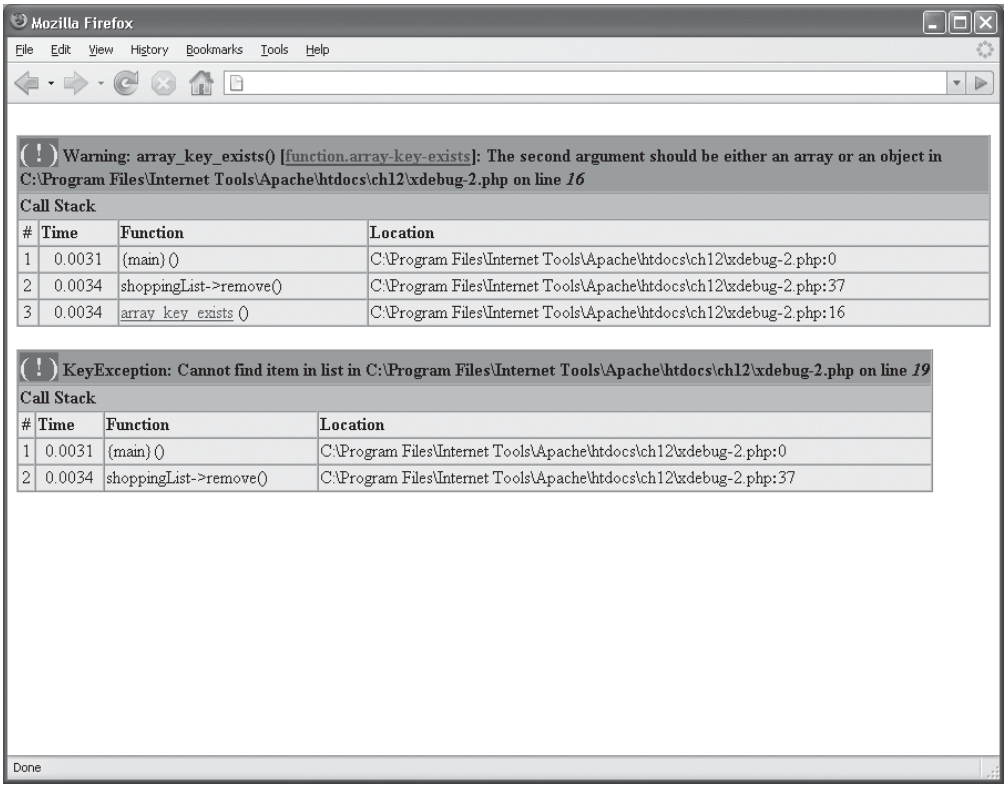 Mozilla Firefox
File Edit View History Bookmarks Tools Help
( ! ) Warning: array_key_exists() [function.array-key-exists]: The second argument should be either an array or an object in
C:\Program Files\Internet Tools\Apache\htdocs\ch12\xdebug-2.php on line 16
Call Stack
# Time Function Location
1 0.0031 {main}() C:\Program Files\Internet Tools\Apache\htdocs\ch12\xdebug-2.php:0
2 0.0034 shoppingList->remove() C:\Program Files\Internet Tools\Apache\htdocs\ch12\xdebug-2.php:37
3 0.0034 array_key_exists () C:\Program Files\Internet Tools\Apache\htdocs\ch12\xdebug-2.php:16
( ! ) KeyException: Cannot find item in list in C:\Program Files\Internet Tools\Apache\htdocs\ch12\xdebug-2.php on line 19
Call Stack
# Time Function Location
1 0.0031 {main}() C:\Program Files\Internet Tools\Apache\htdocs\ch12\xdebug-2.php:0
2 0.0034 shoppingList->remove() C:\Program Files\Internet Tools\Apache\htdocs\ch12\xdebug-2.php:37
Done